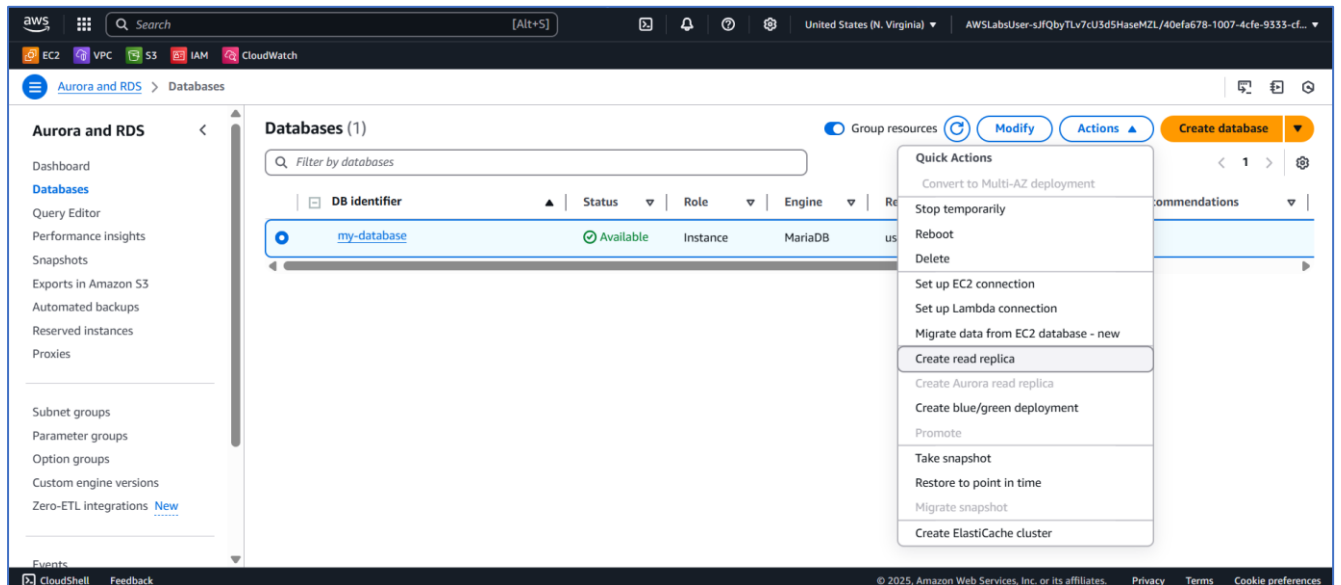 aws
Search [Alt+S] United States (N. Virginia) ▼ AWSLabsUser-sJfQbyTLv7cU3d5HaseMZL/40efa678-1007-4cfe-9333-cf... ▼
EC2 VPC S3 IAM CloudWatch
Aurora and RDS > Databases
Aurora and RDS
Dashboard
Databases
Query Editor
Performance insights
Snapshots
Exports in Amazon S3
Automated backups
Reserved instances
Proxies
Subnet groups
Parameter groups
Option groups
Custom engine versions
Zero-ETL integrations New
Events
Databases (1)
Group resources Modify Actions ▲ Create database ▼
Filter by databases
< 1 >
DB identifier ▲ Status Role Engine Re
ommendations
my-database Available Instance MariaDB us
Quick Actions
Convert to Multi-AZ deployment
Stop temporarily
Reboot
Delete
Set up EC2 connection
Set up Lambda connection
Migrate data from EC2 database - new
Create read replica
Create Aurora read replica
Create blue/green deployment
Promote
Take snapshot
Restore to point in time
Migrate snapshot
Create ElastiCache cluster
CloudShell Feedback © 2025, Amazon Web Services, Inc. or its affiliates. Privacy Terms Cookie preferences